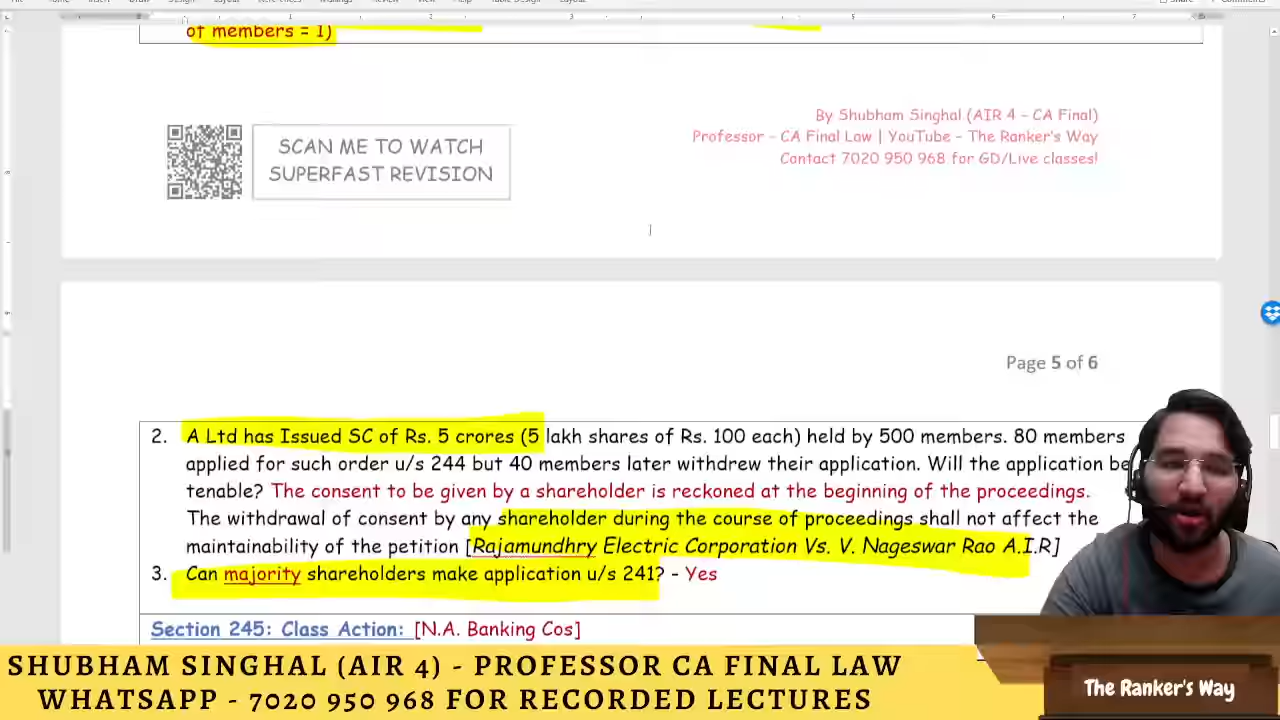 of members = 1)
SCAN ME TO WATCH
SUPERFAST REVISION
By Shubham Singhal (AIR 4 - CA Final)
Professor - CA Final Law | YouTube - The Ranker's Way
Contact 7020 950 968 for GD/Live classes!
Page 5 of 6
2. A Ltd has Issued SC of Rs. 5 crores (5 lakh shares of Rs. 100 each) held by 500 members. 80 members
applied for such order u/s 244 but 40 members later withdrew their application. Will the application be
tenable? The consent to be given by a shareholder is reckoned at the beginning of the proceedings.
The withdrawal of consent by any shareholder during the course of proceedings shall not affect the
maintainability of the petition [Rajamundhry Electric Corporation Vs. V. Nageswar Rao A.I.R]
3. Can majority shareholders make application u/s 241? - Yes
Section 245: Class Action: [N.A. Banking Cos]
SHUBHAM SINGHAL (AIR 4) - PROFESSOR CA FINAL LAW
WHATSAPP - 7020 950 968 FOR RECORDED LECTURES
The Ranker's Way